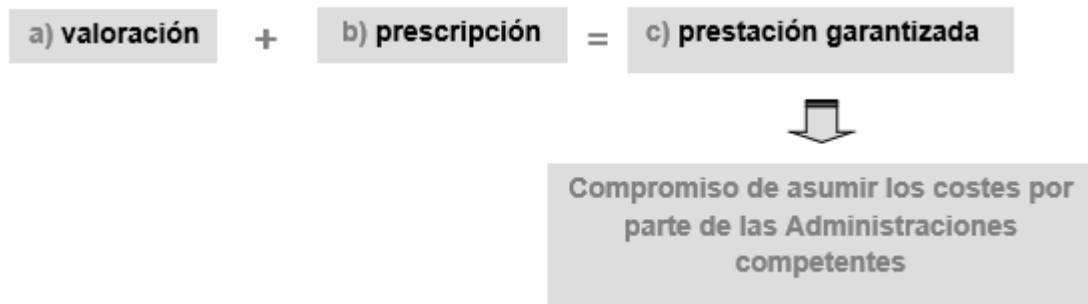 a) valoración + b) prescripción = c) prestación garantizada
Compromiso de asumir los costes por
parte de las Administraciones
competentes